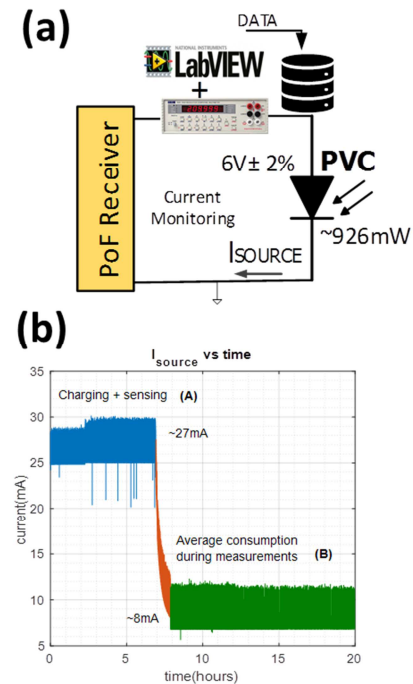 (a)
DATA
NATIONAL INSTRUMENTS
LabVIEW
+
PoF Receiver
Current
Monitoring
6V± 2%
PVC
~926mW
ISOURCE
(b)
Isource vs time
Charging + sensing (A)
~27mA
Average consumption
during measurements (B)
~8mA
35
30
25
20
15
10
5
0 5 10 15 20
current(mA)
time(hours)